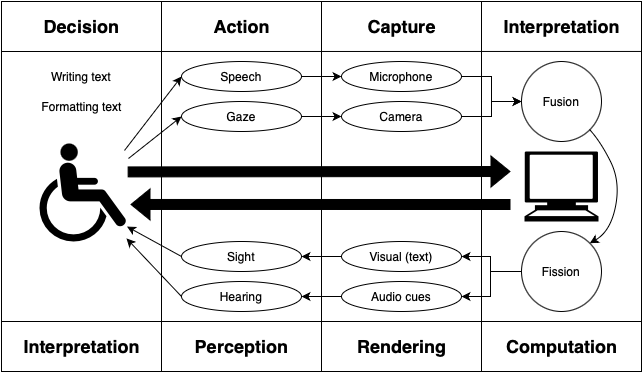 Decision
Action
Capture
Interpretation
Writing text
Formatting text
Speech
Microphone
Gaze
Camera
Fusion
Sight
Visual (text)
Hearing
Audio cues
Fission
Interpretation
Perception
Rendering
Computation